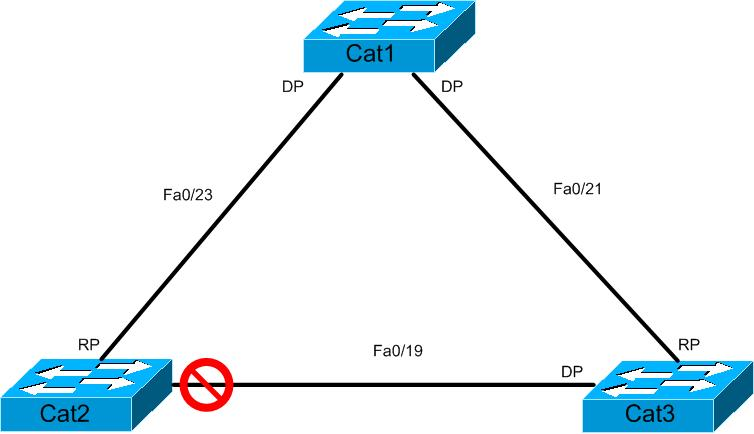 Cat1
DP
DP
Fa0/23
Fa0/21
RP
Fa0/19
RP
DP
Cat2
Cat3